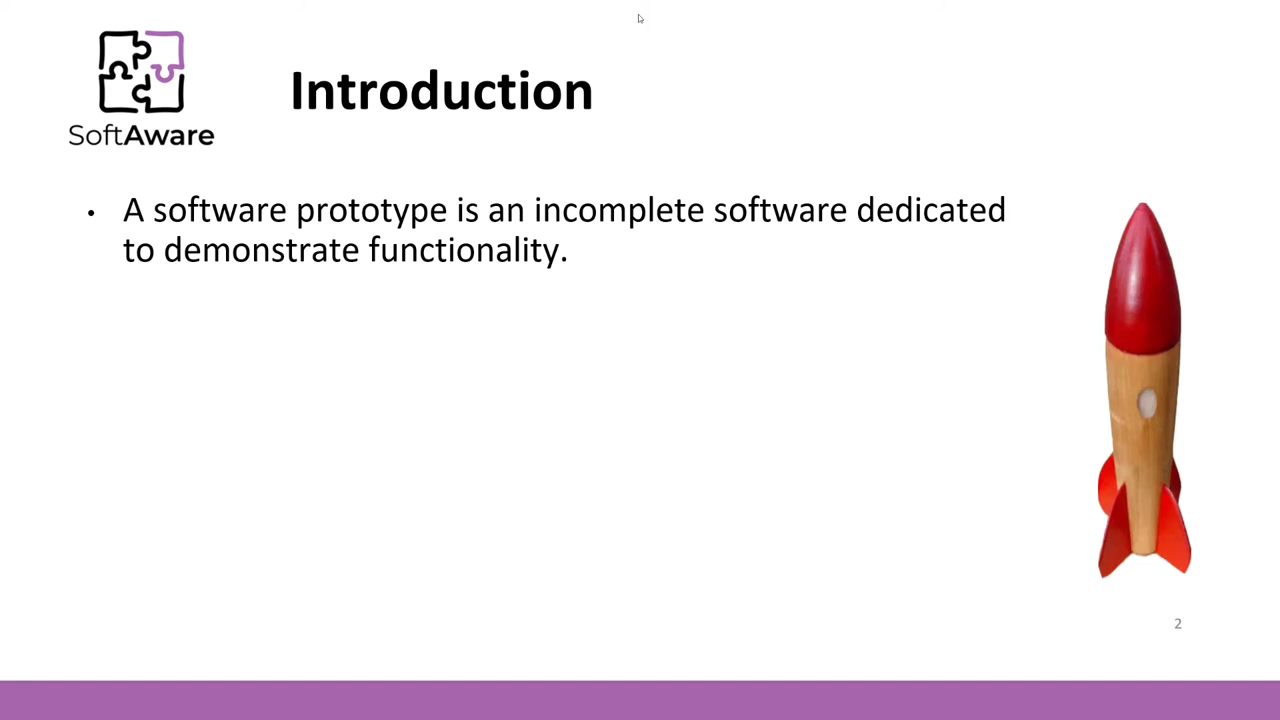 SoftAware
Introduction
• A software prototype is an incomplete software dedicated
to demonstrate functionality.
2